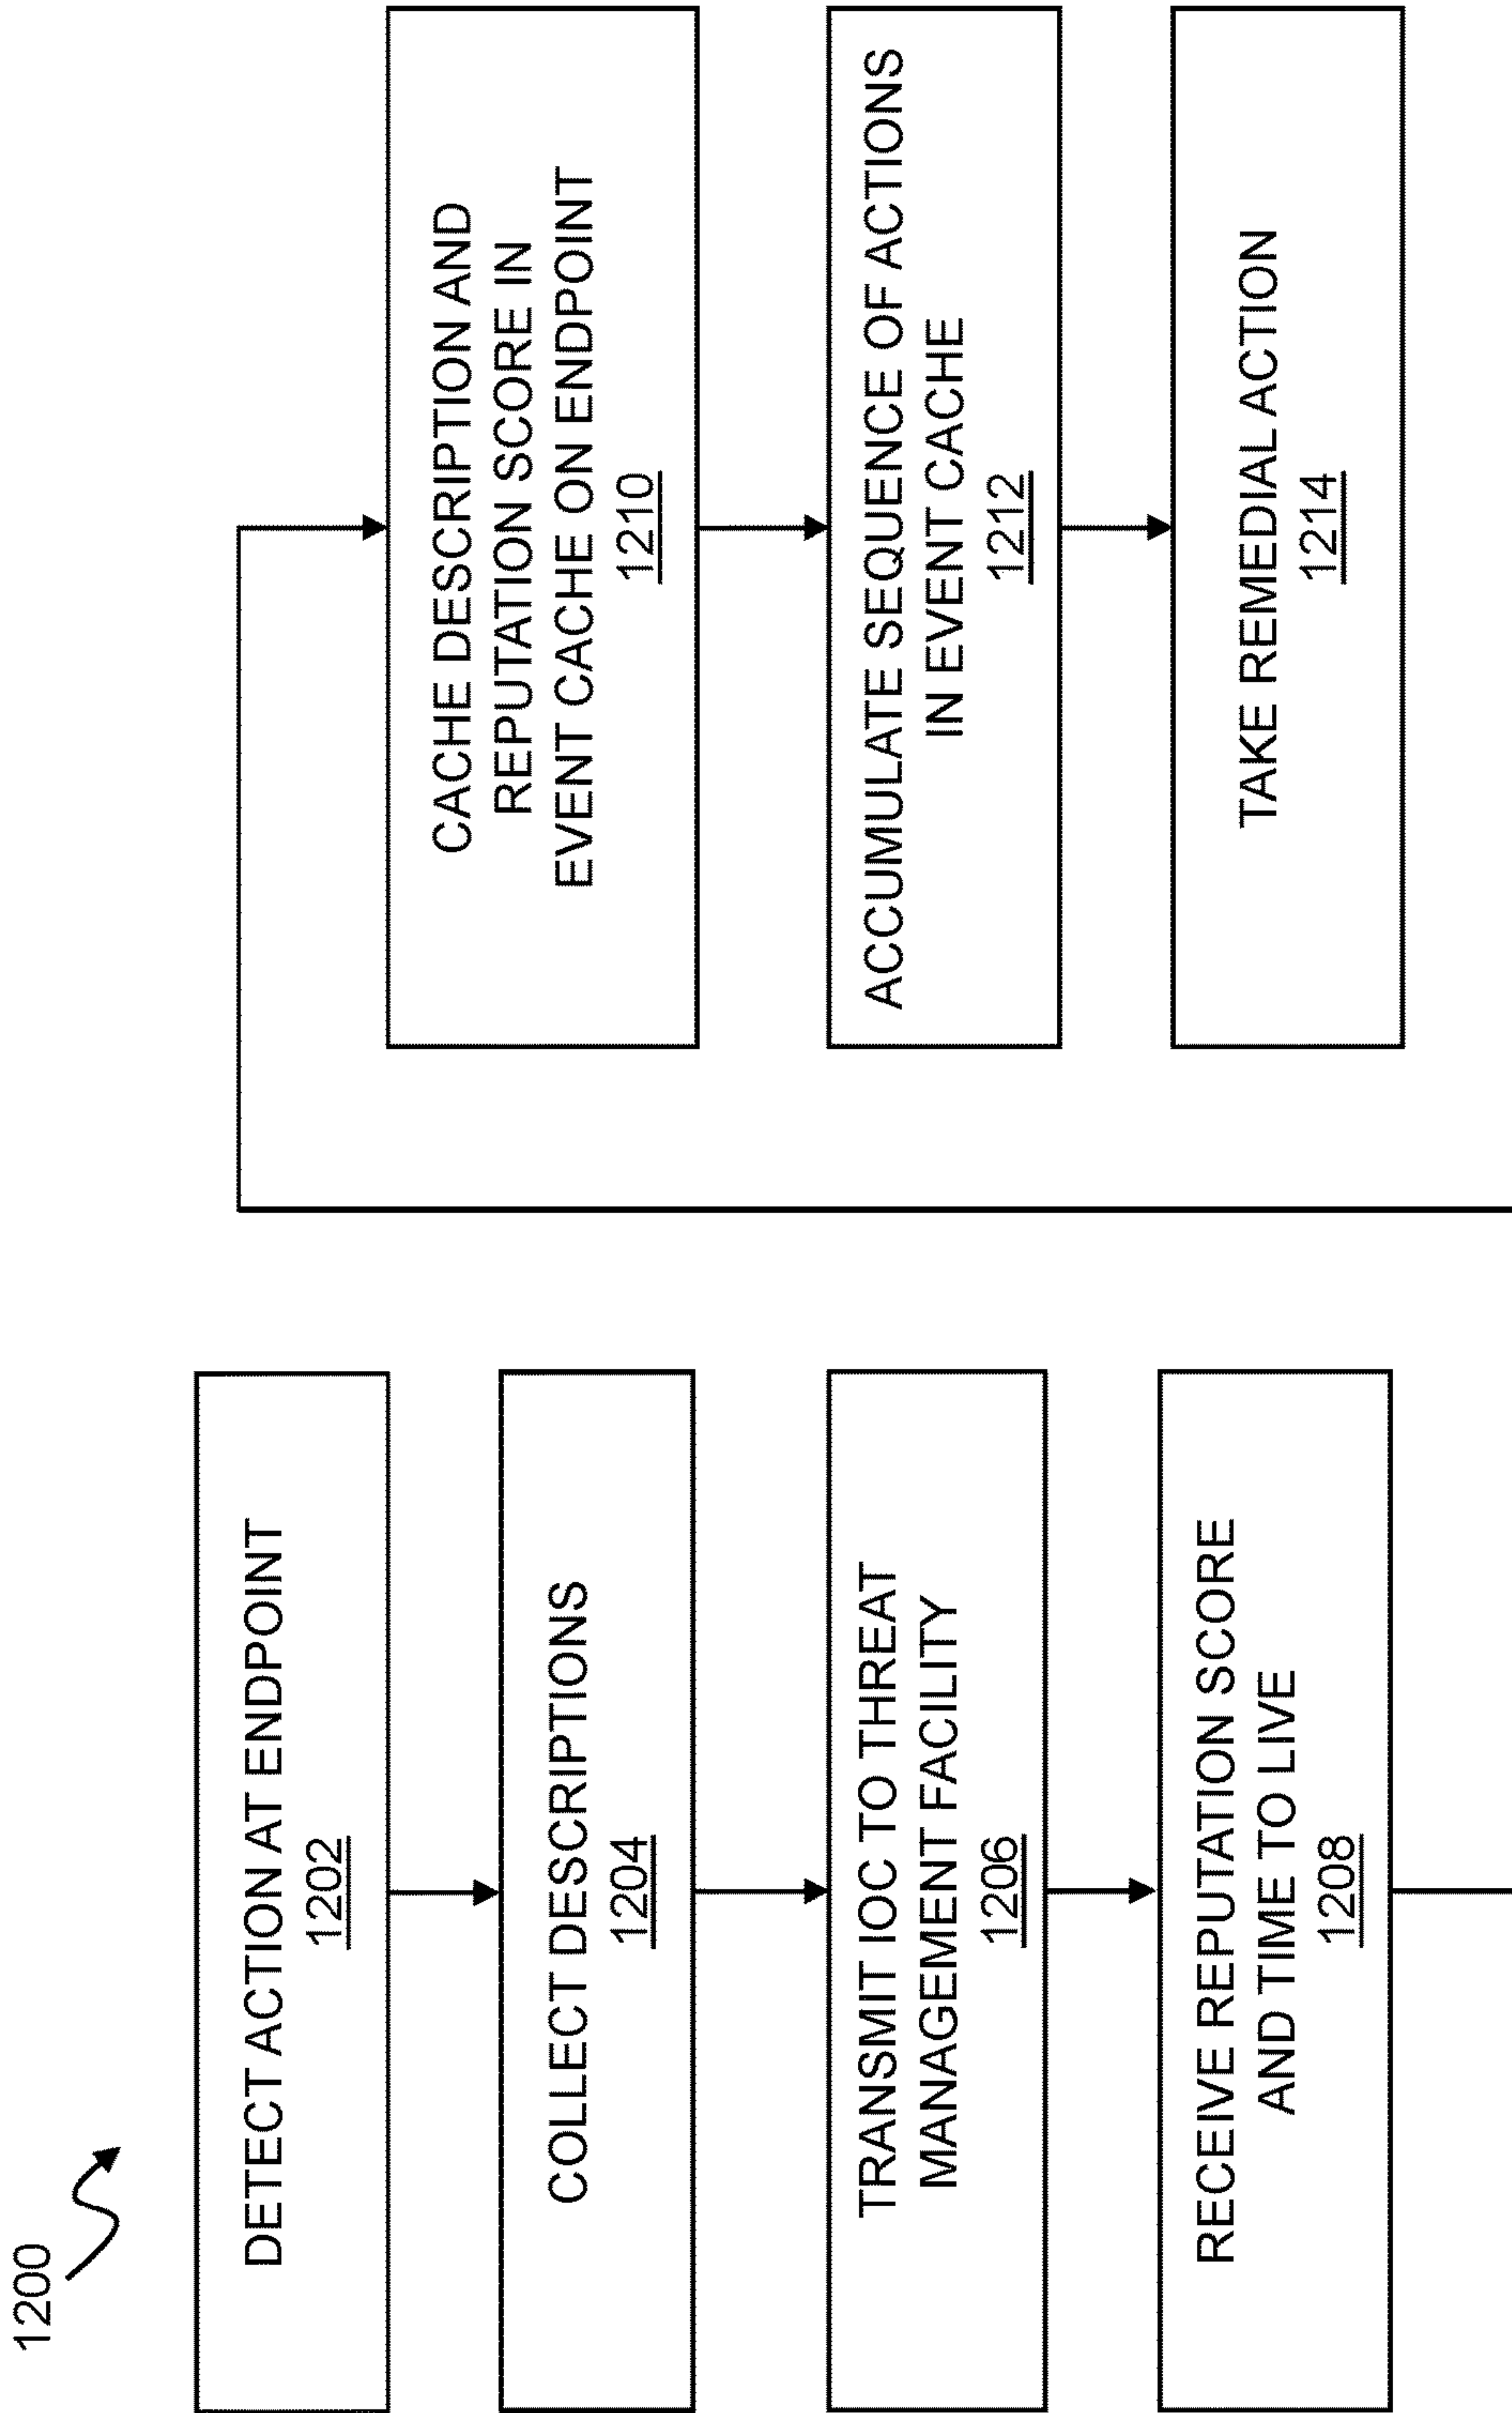 1200
DETECT ACTION AT ENDPOINT
1202
COLLECT DESCRIPTIONS
1204
TRANSMIT IOC TO THREAT
MANAGEMENT FACILITY
1206
RECEIVE REPUTATION SCORE
AND TIME TO LIVE
1208
CACHE DESCRIPTION AND
REPUTATION SCORE IN
EVENT CACHE ON ENDPOINT
1210
ACCUMULATE SEQUENCE OF ACTIONS
IN EVENT CACHE
1212
TAKE REMEDIAL ACTION
1214